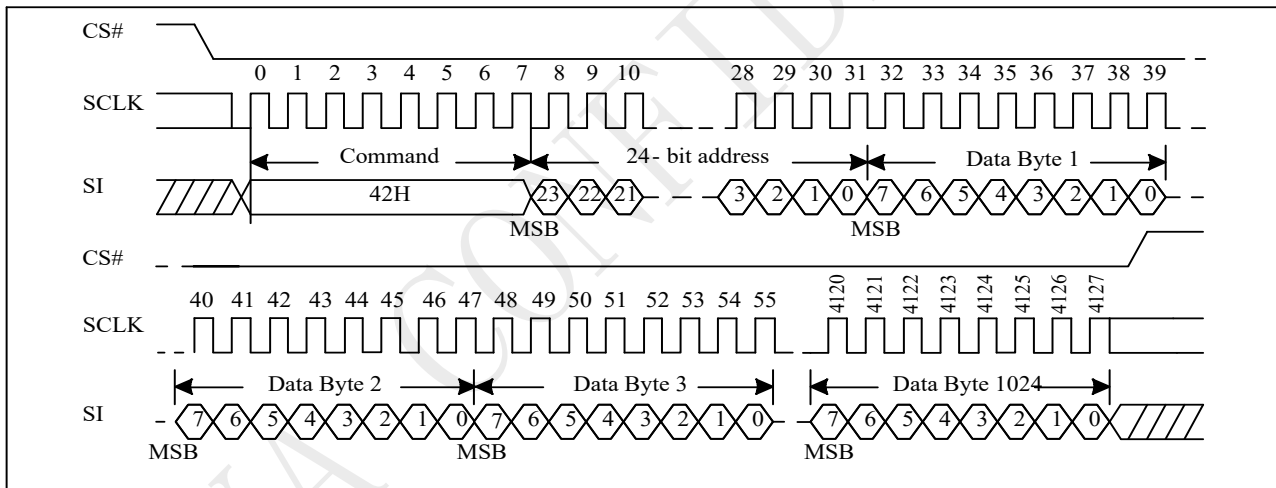 CS#
0 1 2 3 4 5 6 7 8 9 10 28 29 30 31 32 33 34 35 36 37 38 39
SCLK
Command 24- bit address Data Byte 1
SI 42H 23 22 21 3 2 1 0 7 6 5 4 3 2 1 0
MSB MSB
CS#
40 41 42 43 44 45 46 47 48 49 50 51 52 53 54 55 4120 4121 4122 4123 4124 4125 4126 4127
SCLK
Data Byte 2 Data Byte 3 Data Byte 1024
SI 7 6 5 4 3 2 1 0 7 6 5 4 3 2 1 0 7 6 5 4 3 2 1 0
MSB MSB MSB